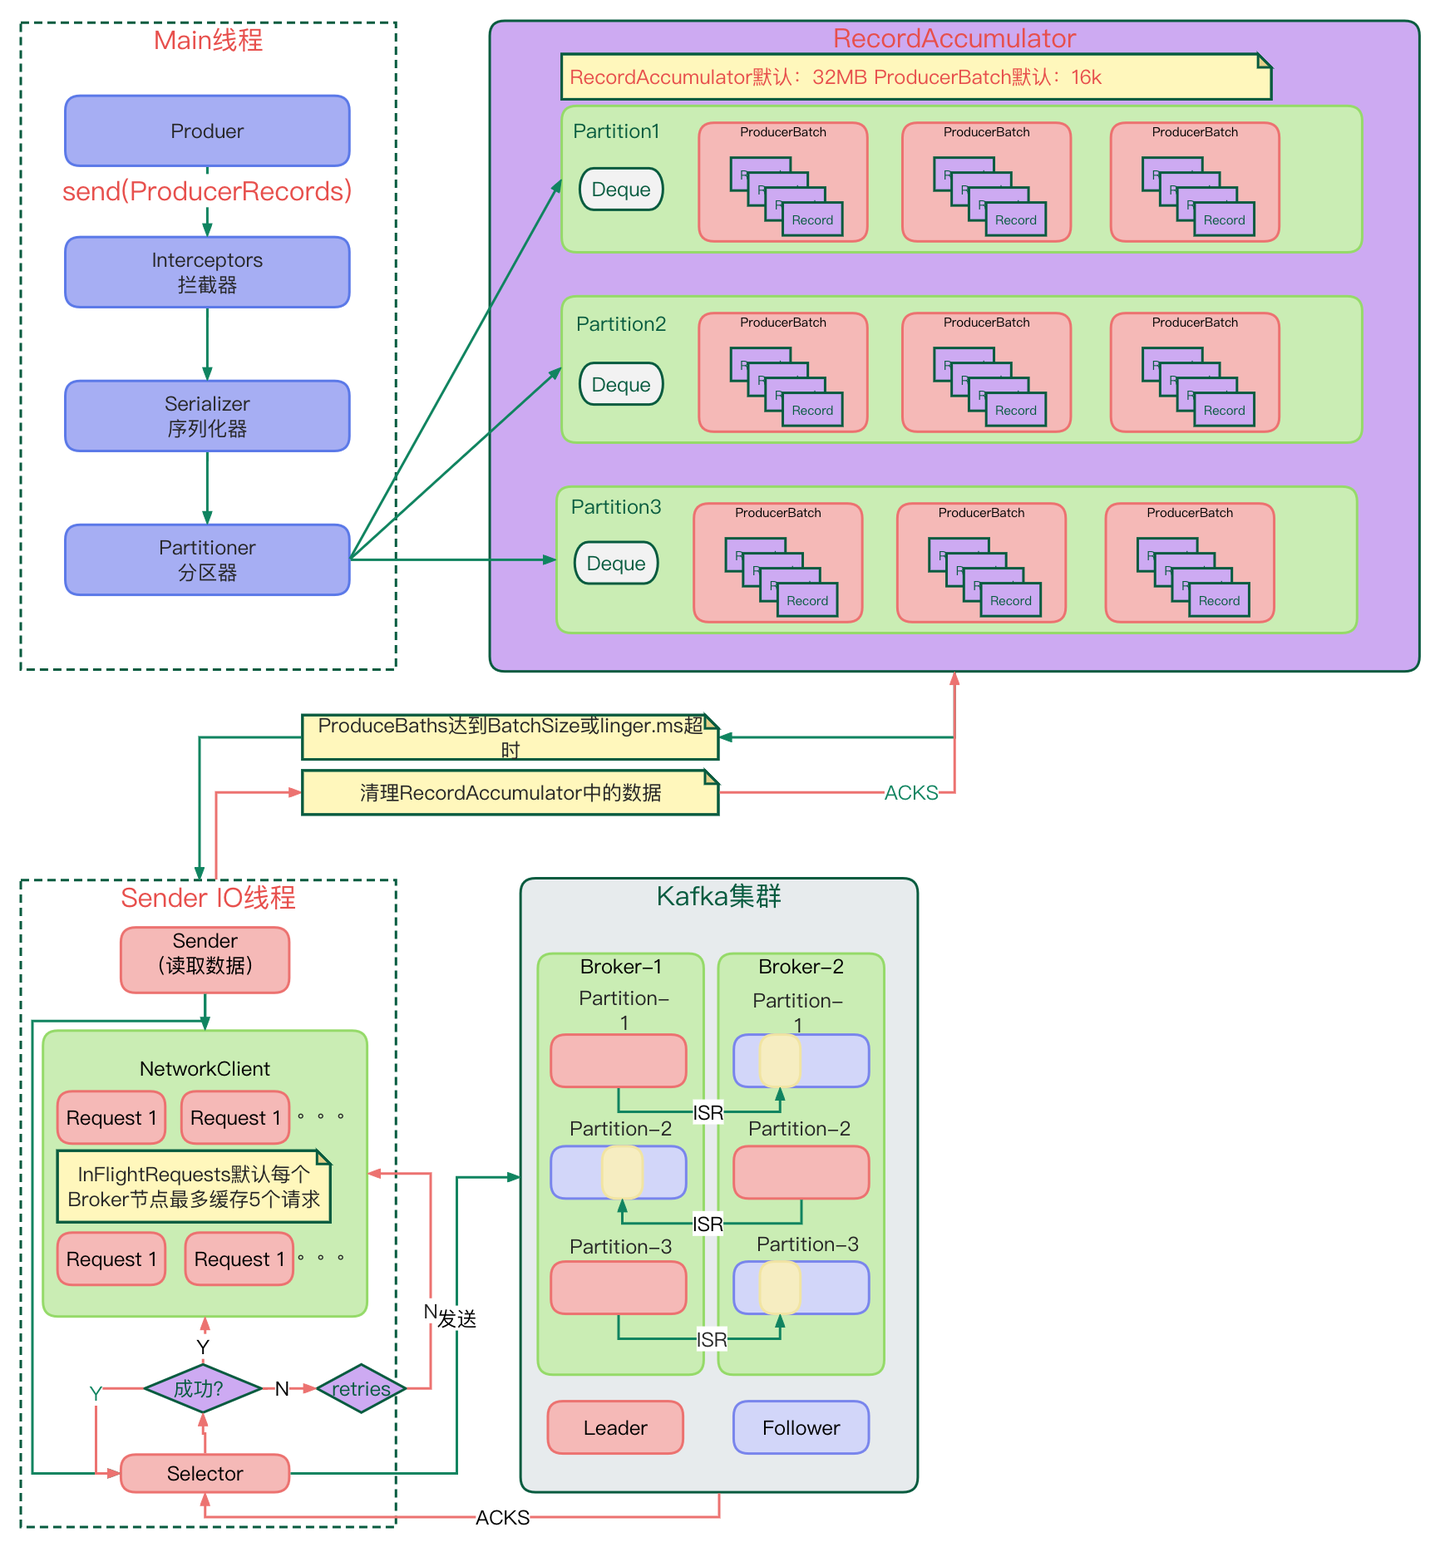 Main线程
Produer
send(ProducerRecords)
Interceptors
拦截器
Serializer
序列化器
Partitioner
分区器
RecordAccumulator
RecordAccumulator默认：32MB ProducerBatch默认：16k
Partition1
Deque
ProducerBatch
Record
ProducerBatch
Record
ProducerBatch
Record
Partition2
Deque
ProducerBatch
Record
ProducerBatch
Record
ProducerBatch
Record
Partition3
Deque
ProducerBatch
Record
ProducerBatch
Record
ProducerBatch
Record
ProduceBaths达到BatchSize或linger.ms超
时
清理RecordAccumulator中的数据
ACKS
Sender IO线程
Sender
（读取数据）
NetworkClient
Request 1
Request 1
。。。
InFlightRequests默认每个
Broker节点最多缓存5个请求
Request 1
Request 1
。。。
Y
成功?
Y
N
retries
N
发送
Selector
ACKS
Kafka集群
Broker-1
Partition-
1
Broker-2
Partition-
1
ISR
Partition-2
Partition-2
ISR
Partition-3
Partition-3
ISR
Leader
Follower